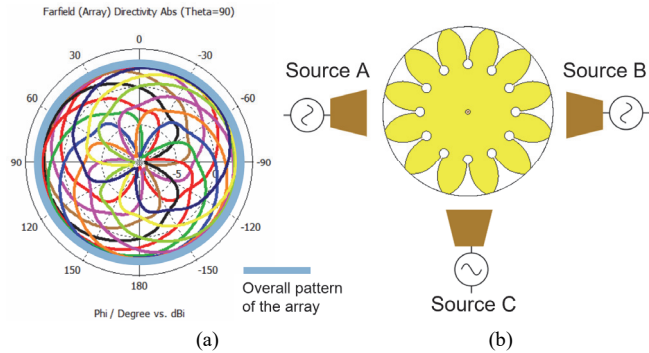 Farfield (Array) Directivity Abs (Theta=90)
0
30
-30
60
-60
90
-5
-90
120
-120
150
-150
180
Phi / Degree vs. dBi
Overall pattern
of the array
(a)
Source A
Source B
Source C
(b)